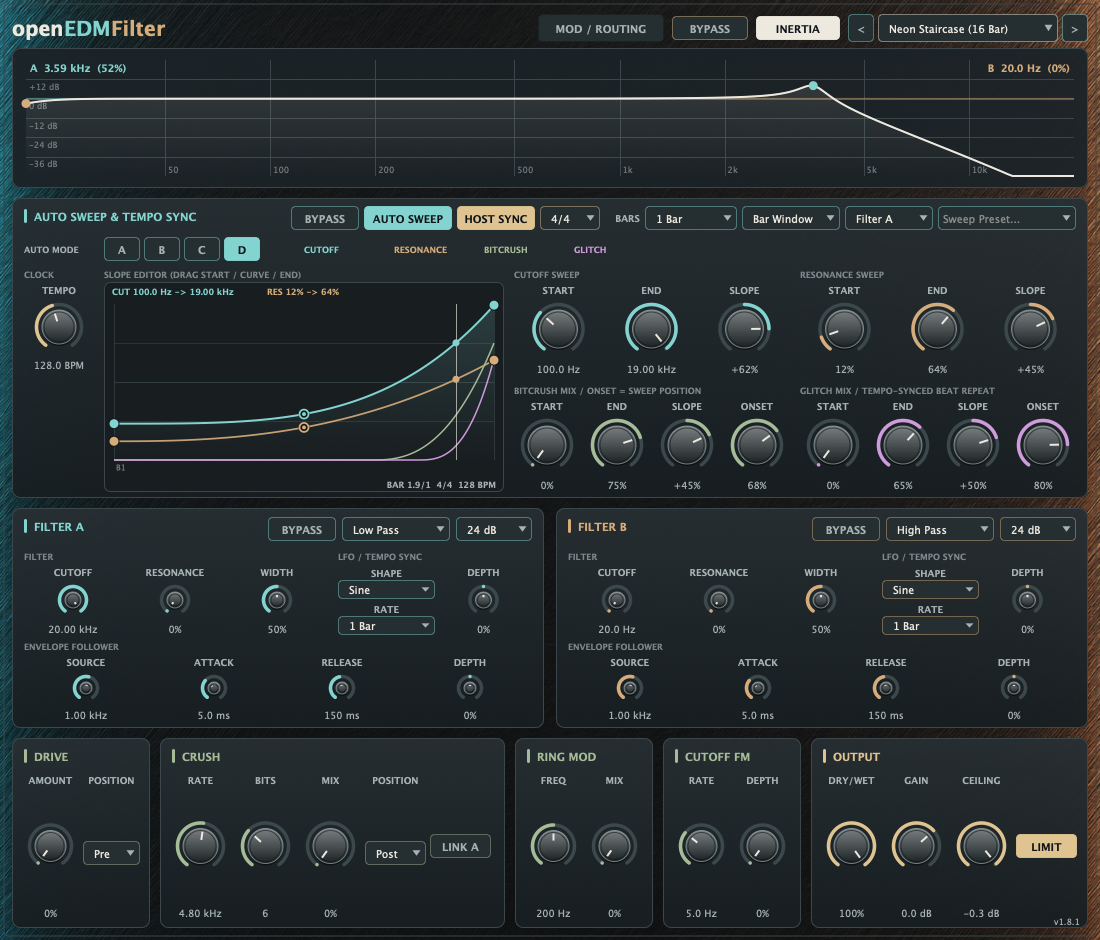 openEDMFilter MOD / ROUTING BYPASS INERTIA < Neon Staircase (16 Bar) >
A 3.59 kHz (52%) B 20.0 Hz (0%)
+12 dB
0 dB
-12 dB
-24 dB
-36 dB
50 100 200 500 1k 2k 5k 10k
AUTO SWEEP & TEMPO SYNC BYPASS AUTO SWEEP HOST SYNC 4/4 BARS 1 Bar Bar Window Filter A Sweep Preset...
AUTO MODE A B C D CUTOFF RESONANCE BITCRUSH GLITCH
CLOCK SLOPE EDITOR (DRAG START / CURVE / END) CUTOFF SWEEP RESONANCE SWEEP
TEMPO CUT 100.0 Hz -> 19.00 kHz RES 12% -> 64% START END SLOPE START END SLOPE
128.0 BPM 100.0 Hz 19.00 kHz +62% 12% 64% +45%
BITCRUSH MIX / ONSET = SWEEP POSITION GLITCH MIX / TEMPO-SYNCED BEAT REPEAT
START END SLOPE ONSET START END SLOPE ONSET
B1
BAR 1.9/1 4/4 128 BPM 0% 75% +45% 68% 0% 65% +50% 80%
FILTER A BYPASS Low Pass 24 dB
FILTER LFO / TEMPO SYNC
CUTOFF RESONANCE WIDTH SHAPE DEPTH
Sine
RATE
20.00 kHz 0% 50% 1 Bar 0%
ENVELOPE FOLLOWER
SOURCE ATTACK RELEASE DEPTH
1.00 kHz 5.0 ms 150 ms 0%
FILTER B BYPASS High Pass 24 dB
FILTER LFO / TEMPO SYNC
CUTOFF RESONANCE WIDTH SHAPE DEPTH
Sine
RATE
20.0 Hz 0% 50% 1 Bar 0%
ENVELOPE FOLLOWER
SOURCE ATTACK RELEASE DEPTH
1.00 kHz 5.0 ms 150 ms 0%
DRIVE
AMOUNT POSITION
Pre
0%
CRUSH
RATE BITS MIX POSITION
Post LINK A
4.80 kHz 6 0%
RING MOD
FREQ MIX
200 Hz 0%
CUTOFF FM
RATE DEPTH
5.0 Hz 0%
OUTPUT
DRY/WET GAIN CEILING
LIMIT
100% 0.0 dB -0.3 dB
v1.8.1